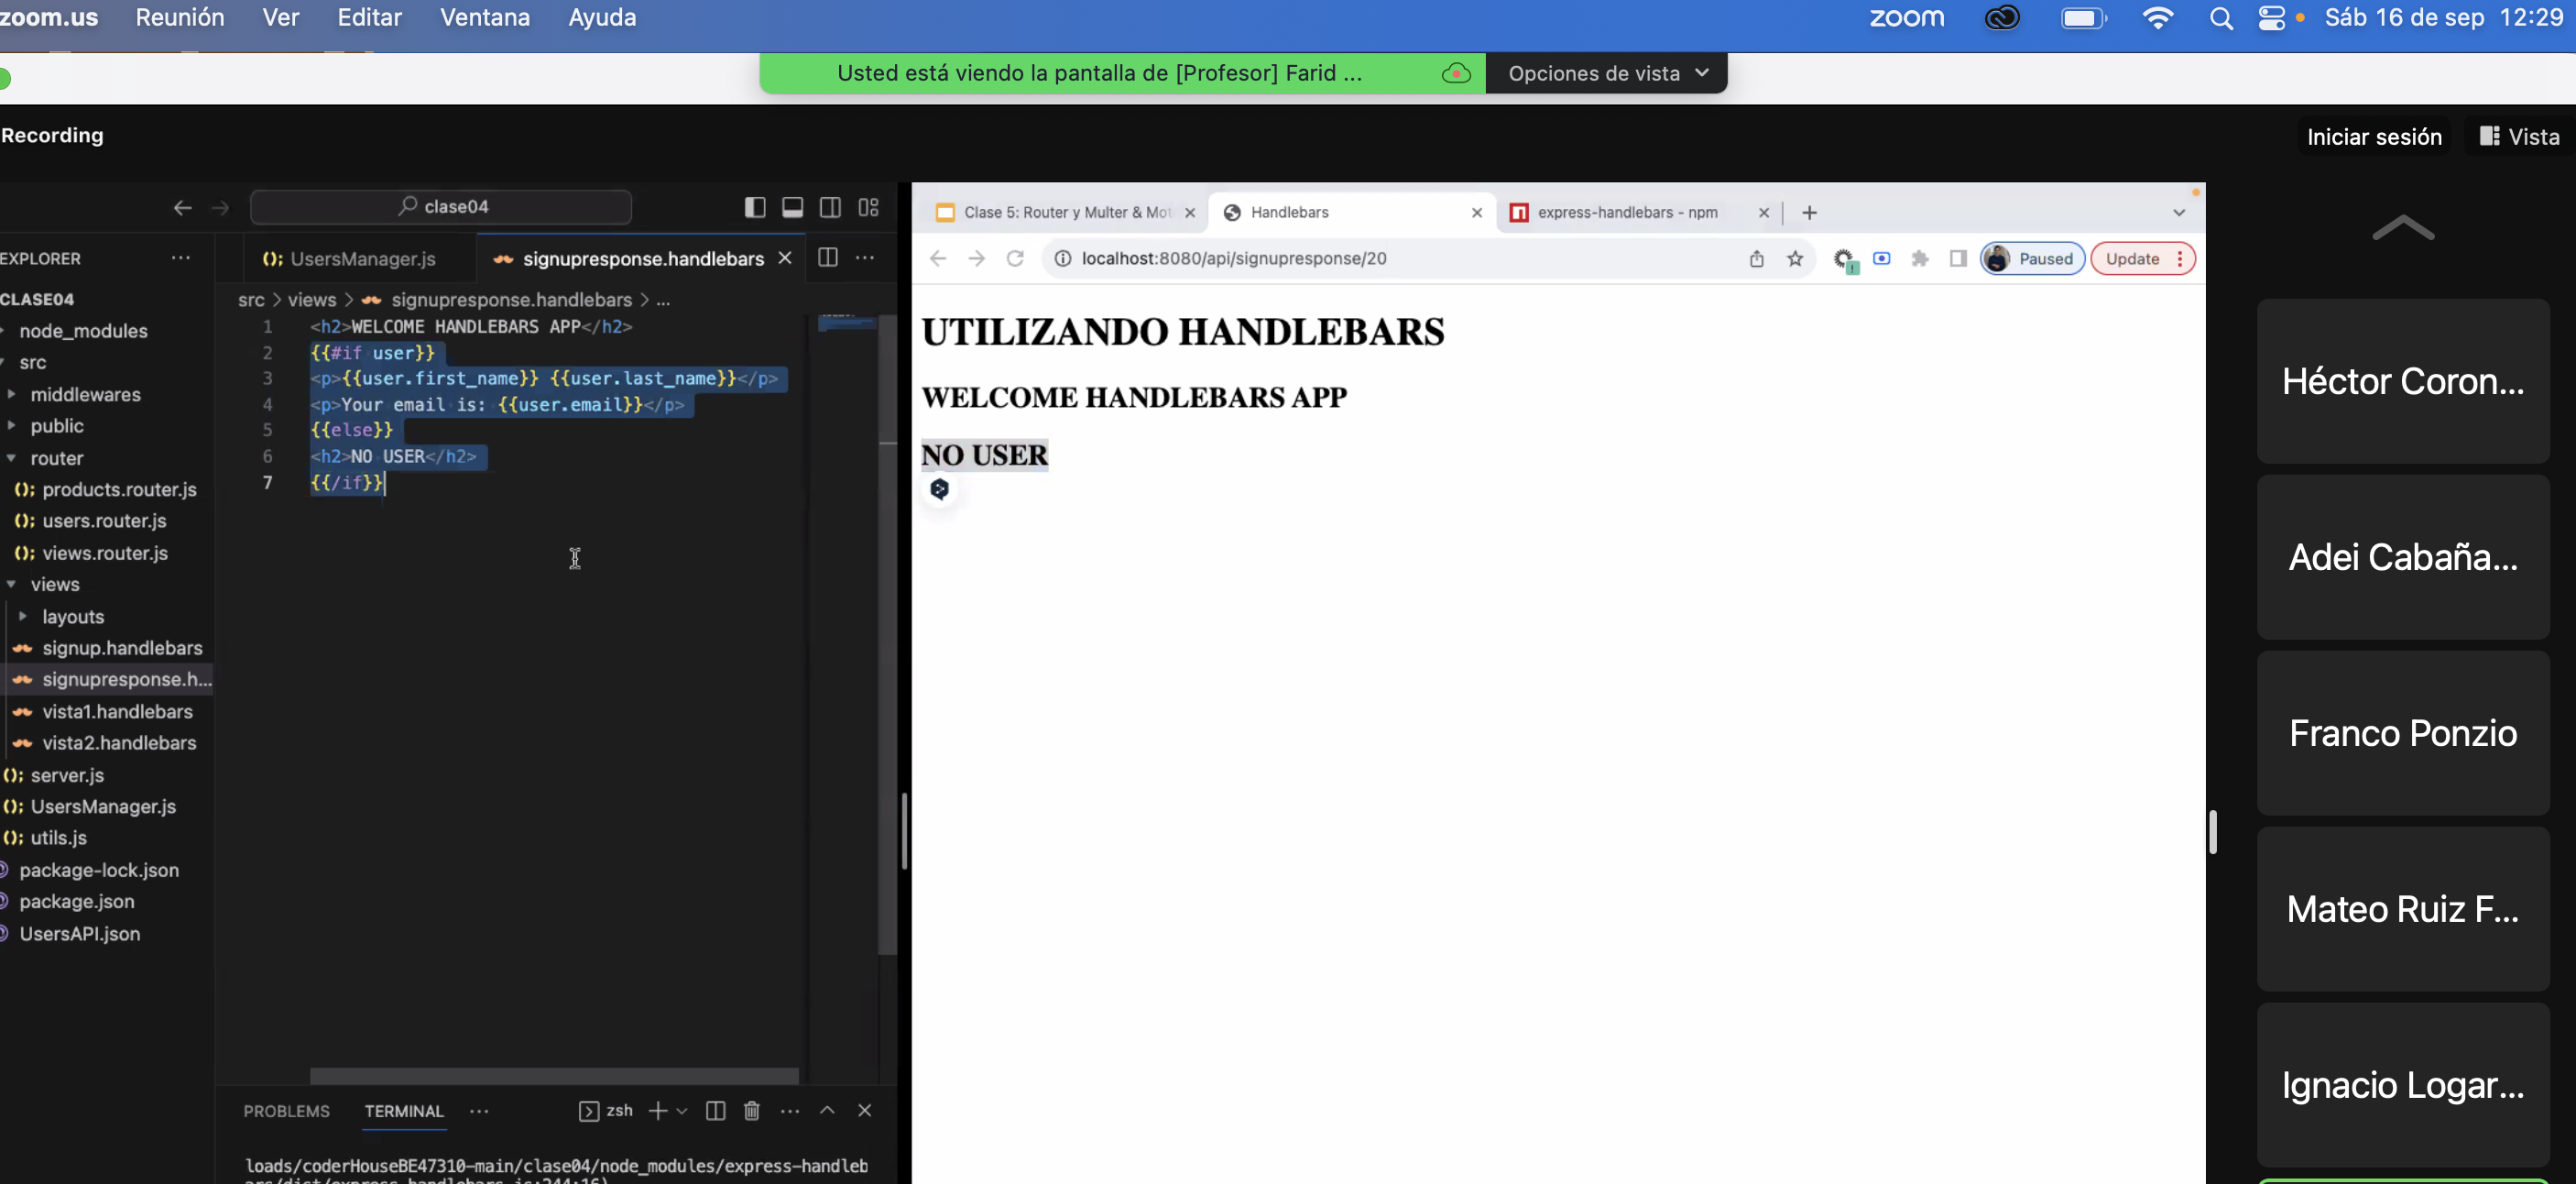 zoom.us Reunión Ver Editar Ventana Ayuda zoom Sáb 16 de sep 12:29
Usted está viendo la pantalla de [Profesor] Farid ... Opciones de vista
Recording
Iniciar sesión Vista
clase04
Clase 5: Router y Multer & Mot
Handlebars
express-handlebars - npm
EXPLORER
UsersManager.js
signupresponse.handlebars
localhost:8080/api/signupresponse/20
Paused
Update
CLASE04
node_modules
src
middlewares
public
router
products.router.js
users.router.js
views.router.js
views
layouts
signup.handlebars
signupresponse.h...
vista1.handlebars
vista2.handlebars
server.js
UsersManager.js
utils.js
package-lock.json
package.json
UsersAPI.json
src > views > signupresponse.handlebars > ...
1 <h2>WELCOME HANDLEBARS APP</h2>
2 {{#if user}}
3 <p>{{user.first_name}} {{user.last_name}}</p>
4 <p>Your email is: {{user.email}}</p>
5 {{else}}
6 <h2>NO USER</h2>
7 {{/if}}
PROBLEMS TERMINAL ... zsh
loads/coderHouseBE47310-main/clase04/node_modules/express-handleb
UTILIZANDO HANDLEBARS
WELCOME HANDLEBARS APP
NO USER
Héctor Coron...
Adei Cabaña...
Franco Ponzio
Mateo Ruiz F...
Ignacio Logar...